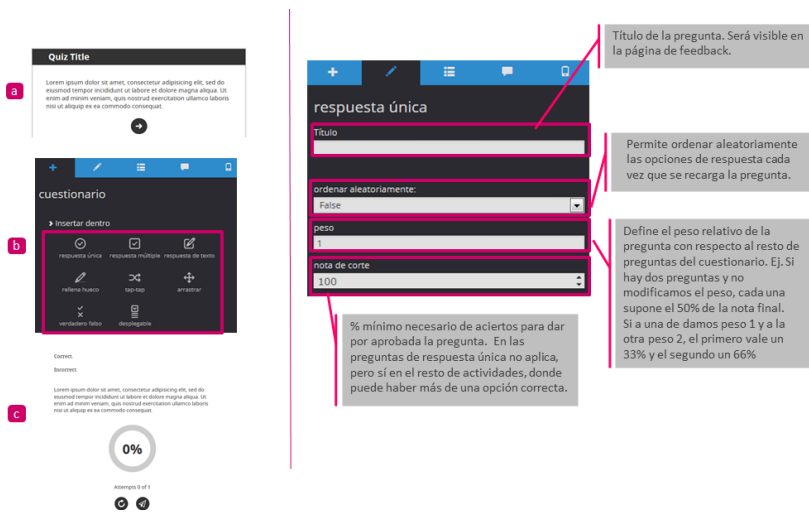 Quiz Title
a
Lorem ipsum dolor sit amet, consectetur adipisicing elit, sed do
eiusmod tempor incididunt ut labore et dolore magna aliqua. Ut
enim ad minim veniam, quis nostrud exercitation ullamco laboris
nisi ut aliquip ex ea commodo consequat.
cuestionario
Insertar dentro
b
respuesta única respuesta múltiple respuesta de texto
rellena hueco tap-tap arrastrar
verdadero falso desplegable
Correct.
Incorrect.
Lorem ipsum dolor sit amet, consectetur adipisicing elit, sed do
eiusmod tempor incididunt ut labore et dolore magna aliqua. Ut
enim ad minim veniam, quis nostrud exercitation ullamco laboris
nisi ut aliquip ex ea commodo consequat.
c
0%
Attempts 0 of 1
respuesta única
Título
ordenar aleatoriamente:
False
peso
1
nota de corte
100
Título de la pregunta. Será visible en
la página de feedback.
Permite ordenar aleatoriamente
las opciones de respuesta cada
vez que se recarga la pregunta.
Define el peso relativo de la
pregunta con respecto al resto de
preguntas del cuestionario. Ej. Si
hay dos preguntas y no
modificamos el peso, cada una
supone el 50% de la nota final.
Si a una de damos peso 1 y a la
otra peso 2, el primero vale un
33% y el segundo un 66%
% mínimo necesario de aciertos para dar
por aprobada la pregunta. En las
preguntas de respuesta única no aplica,
pero sí en el resto de actividades, donde
puede haber más de una opción correcta.